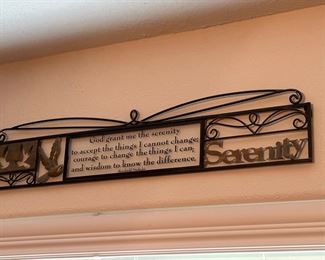 God grant me the serenity
to accept the things I cannot change;
courage to change the things I can;
and wisdom to know the difference.
Serenity